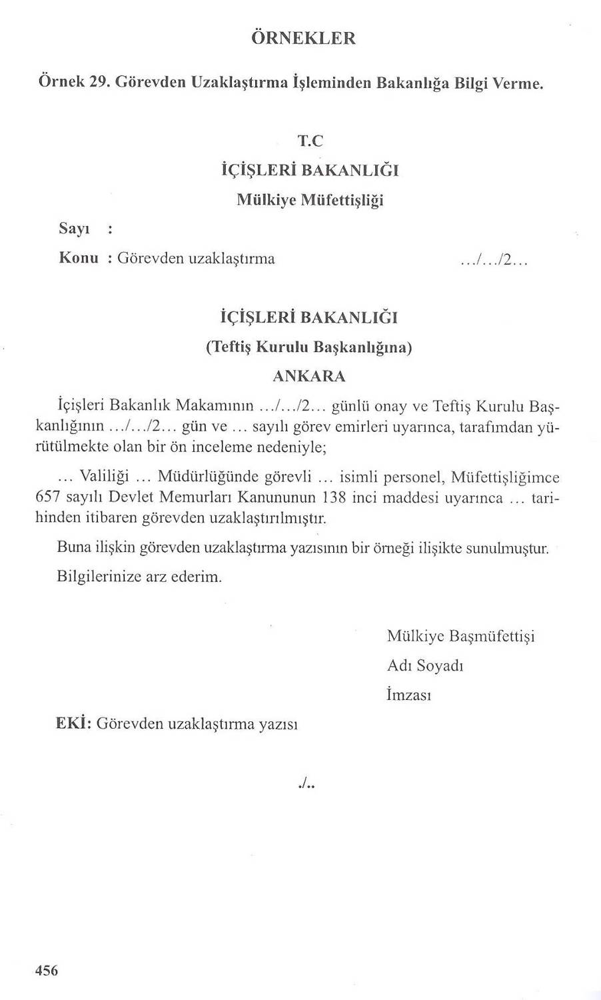 ÖRNEKLER
Örnek 29. Görevden Uzaklaştırma İşleminden Bakanlığa Bilgi Verme.
T.C
İÇİŞLERİ BAKANLIĞI
Mülkiye Müfettişliği
Sayı :
Konu : Görevden uzaklaştırma .../.../2...
İÇİŞLERİ BAKANLIĞI
(Teftiş Kurulu Başkanlığına)
ANKARA
İçişleri Bakanlık Makamının .../.../2... günlü onay ve Teftiş Kurulu Baş-
kanlığının .../.../2... gün ve ... sayılı görev emirleri uyarınca, tarafımdan yü-
rütülmekte olan bir ön inceleme nedeniyle;
... Valiliği ... Müdürlüğünde görevli ... isimli personel, Müfettişliğimce
657 sayılı Devlet Memurları Kanununun 138 inci maddesi uyarınca ... tari-
hinden itibaren görevden uzaklaştırılmıştır.
Buna ilişkin görevden uzaklaştırma yazısının bir örneği ilişikte sunulmuştur.
Bilgilerinize arz ederim.
Mülkiye Başmüfettişi
Adı Soyadı
İmzası
EKİ: Görevden uzaklaştırma yazısı
./..
456